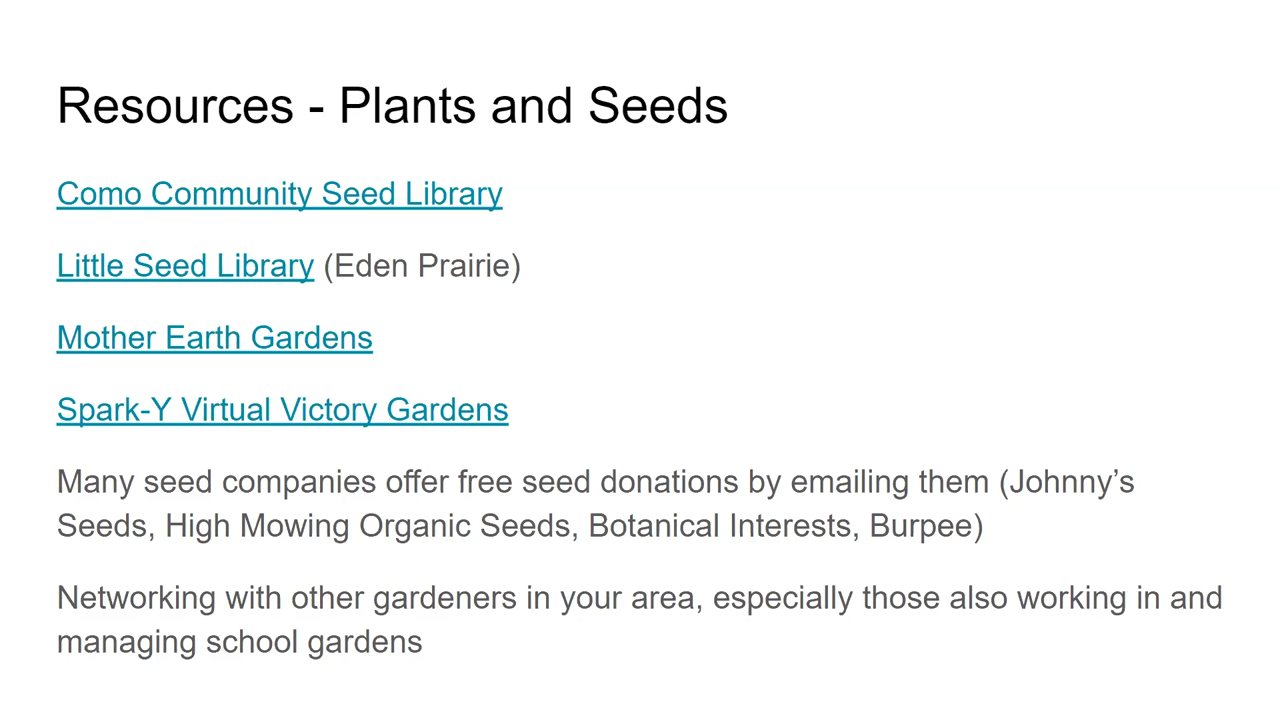 Resources - Plants and Seeds
Como Community Seed Library
Little Seed Library (Eden Prairie)
Mother Earth Gardens
Spark-Y Virtual Victory Gardens
Many seed companies offer free seed donations by emailing them (Johnny’s
Seeds, High Mowing Organic Seeds, Botanical Interests, Burpee)
Networking with other gardeners in your area, especially those also working in and
managing school gardens